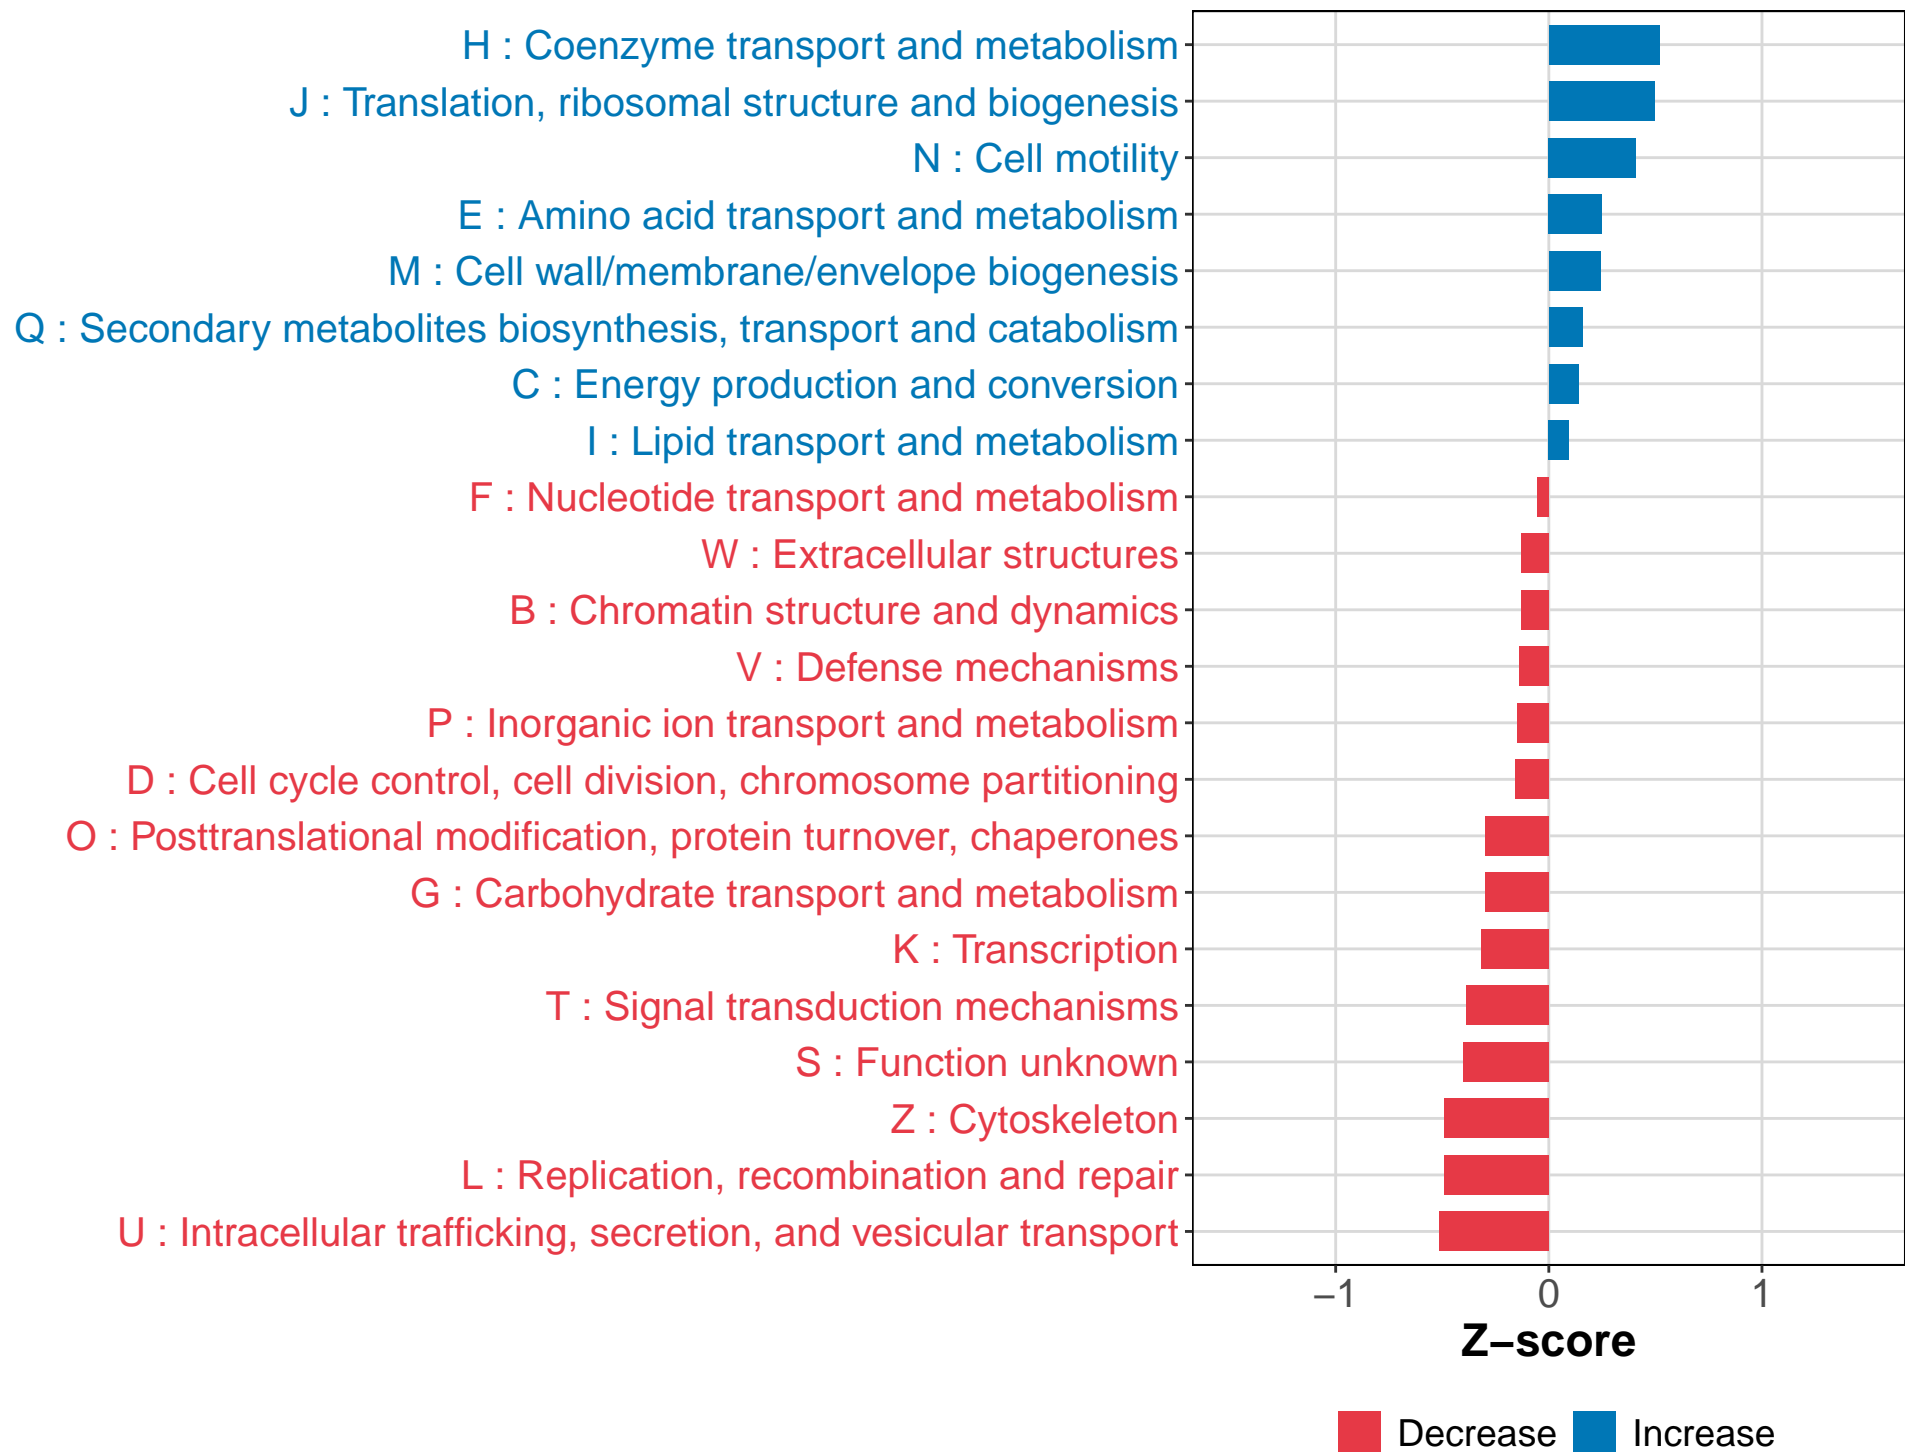 H : Coenzyme transport and metabolism
J : Translation, ribosomal structure and biogenesis
N : Cell motility
E : Amino acid transport and metabolism
M : Cell wall/membrane/envelope biogenesis
Q : Secondary metabolites biosynthesis, transport and catabolism
C : Energy production and conversion
I : Lipid transport and metabolism
F : Nucleotide transport and metabolism
W : Extracellular structures
B : Chromatin structure and dynamics
V : Defense mechanisms
P : Inorganic ion transport and metabolism
D : Cell cycle control, cell division, chromosome partitioning
O : Posttranslational modification, protein turnover, chaperones
G : Carbohydrate transport and metabolism
K : Transcription
T : Signal transduction mechanisms
S : Function unknown
Z : Cytoskeleton
L : Replication, recombination and repair
U : Intracellular trafficking, secretion, and vesicular transport
−1 0 1
Z−score
Decrease Increase